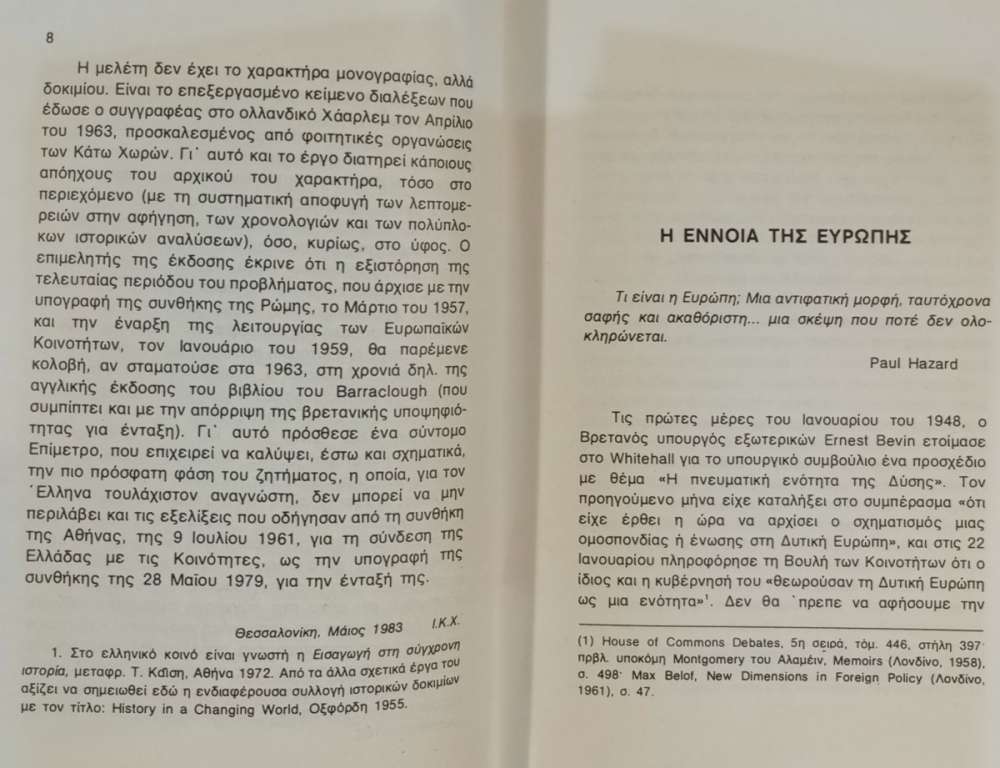 8
Η μελέτη δεν έχει το χαρακτήρα μονογραφίας, αλλά
δοκιμίου. Είναι το επεξεργασμένο κείμενο διαλέξεων που
έδωσε ο συγγραφέας στο ολλανδικό Χάαρλεμ τον Απρίλιο
του 1963, προσκαλεσμένος από φοιτητικές οργανώσεις
των Κάτω Χωρών. Γι᾽ αυτό και το έργο διατηρεί κάποιους
απόηχους του αρχικού του χαρακτήρα, τόσο στο
περιεχόμενο (με τη συστηματική αποφυγή των λεπτομε-
ρειών στην αφήγηση, των χρονολογιών και των πολύπλο-
κων ιστορικών αναλύσεων), όσο, κυρίως, στο ύφος. Ο
επιμελητής της έκδοσης έκρινε ότι η εξιστόρηση της
τελευταίας περιόδου του προβλήματος, που άρχισε με την
υπογραφή της συνθήκης της Ρώμης, το Μάρτιο του 1957,
και την έναρξη της λειτουργίας των Ευρωπαϊκών
Κοινοτήτων, τον Ιανουάριο του 1959, θα παρέμενε
κολοβή, αν σταματούσε στα 1963, στη χρονιά δηλ. της
αγγλικής έκδοσης του βιβλίου του Barraclough (που
συμπίπτει και με την απόρριψη της βρετανικής υποψηφιό-
τητας για ένταξη). Γι᾽ αυτό πρόσθεσε ένα σύντομο
Επίμετρο, που επιχειρεί να καλύψει, έστω και σχηματικά,
την πιο πρόσφατη φάση του ζητήματος, η οποία, για τον
᾽Ελληνα τουλάχιστον αναγνώστη, δεν μπορεί να μην
περιλάβει και τις εξελίξεις που οδήγησαν από τη συνθήκη
της Αθήνας, της 9 Ιουλίου 1961, για τη σύνδεση της
Ελλάδας με τις Κοινότητες, ως την υπογραφή της
συνθήκης της 28 Μαΐου 1979, για την ένταξή της.
Θεσσαλονίκη, Μάιος 1983 Ι.Κ.Χ.
1. Στο ελληνικό κοινό είναι γνωστή η Εισαγωγή στη σύγχρονη
ιστορία, μεταφρ. Τ. Κάϊση, Αθήνα 1972. Από τα άλλα σχετικά έργα του
αξίζει να σημειωθεί εδώ η ενδιαφέρουσα συλλογή ιστορικών δοκιμίων
με τον τίτλο: History in a Changing World, Οξφόρδη 1955.
Η ΕΝΝΟΙΑ ΤΗΣ ΕΥΡΩΠΗΣ
Τι είναι η Ευρώπη; Μια αντιφατική μορφή, ταυτόχρονα
σαφής και ακαθόριστη... μια σκέψη που ποτέ δεν ολο-
κληρώνεται.
Paul Hazard
Τις πρώτες μέρες του Ιανουαρίου του 1948, ο
Βρετανός υπουργός εξωτερικών Ernest Bevin ετοίμασε
στο Whitehall για το υπουργικό συμβούλιο ένα προσχέδιο
με θέμα «Η πνευματική ενότητα της Δύσης». Τον
προηγούμενο μήνα είχε καταλήξει στο συμπέρασμα «ότι
είχε έρθει η ώρα να αρχίσει ο σχηματισμός μιας
ομοσπονδίας ή ένωσης στη Δυτική Ευρώπη», και στις 22
Ιανουαρίου πληροφόρησε τη Βουλή των Κοινοτήτων ότι ο
ίδιος και η κυβέρνησή του «θεωρούσαν τη Δυτική Ευρώπη
ως μια ενότητα»¹. Δεν θα ᾽πρεπε να αφήσουμε την
(1) House of Commons Debates, 5η σειρά, τόμ. 446, στήλη 397·
πρβλ. υποκόμη Montgomery του Αλαμέιν, Memoirs (Λονδίνο, 1958),
σ. 498· Max Belof, New Dimensions in Foreign Policy (Λονδίνο,
1961), σ. 47.